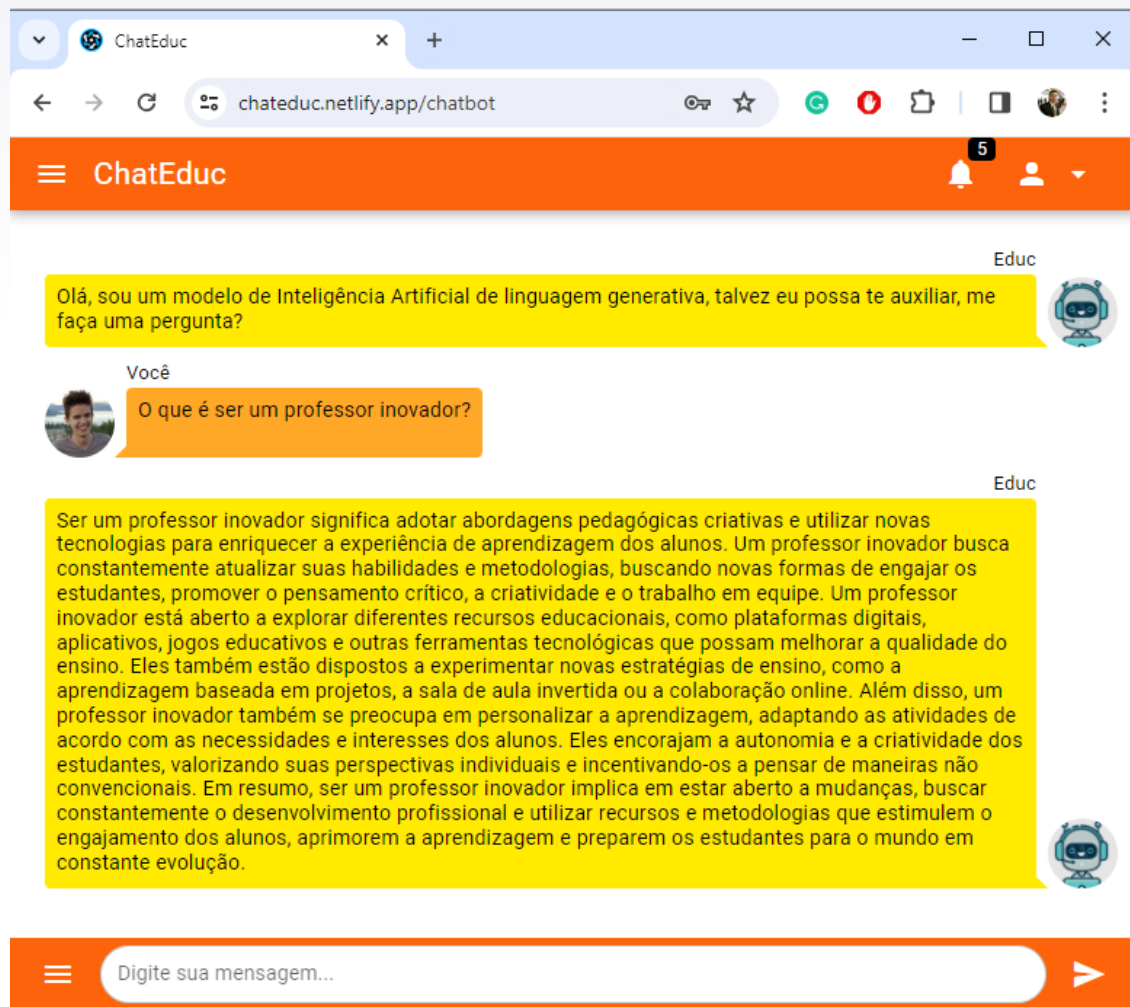 ChatEduc
chateduc.netlify.app/chatbot
ChatEduc
5
Educ
Olá, sou um modelo de Inteligência Artificial de linguagem generativa, talvez eu possa te auxiliar, me
faça uma pergunta?
Você
O que é ser um professor inovador?
Educ
Ser um professor inovador significa adotar abordagens pedagógicas criativas e utilizar novas
tecnologias para enriquecer a experiência de aprendizagem dos alunos. Um professor inovador busca
constantemente atualizar suas habilidades e metodologias, buscando novas formas de engajar os
estudantes, promover o pensamento crítico, a criatividade e o trabalho em equipe. Um professor
inovador está aberto a explorar diferentes recursos educacionais, como plataformas digitais,
aplicativos, jogos educativos e outras ferramentas tecnológicas que possam melhorar a qualidade do
ensino. Eles também estão dispostos a experimentar novas estratégias de ensino, como a
aprendizagem baseada em projetos, a sala de aula invertida ou a colaboração online. Além disso, um
professor inovador também se preocupa em personalizar a aprendizagem, adaptando as atividades de
acordo com as necessidades e interesses dos alunos. Eles encorajam a autonomia e a criatividade dos
estudantes, valorizando suas perspectivas individuais e incentivando-os a pensar de maneiras não
convencionais. Em resumo, ser um professor inovador implica em estar aberto a mudanças, buscar
constantemente o desenvolvimento profissional e utilizar recursos e metodologias que estimulem o
engajamento dos alunos, aprimorem a aprendizagem e preparem os estudantes para o mundo em
constante evolução.
Digite sua mensagem...